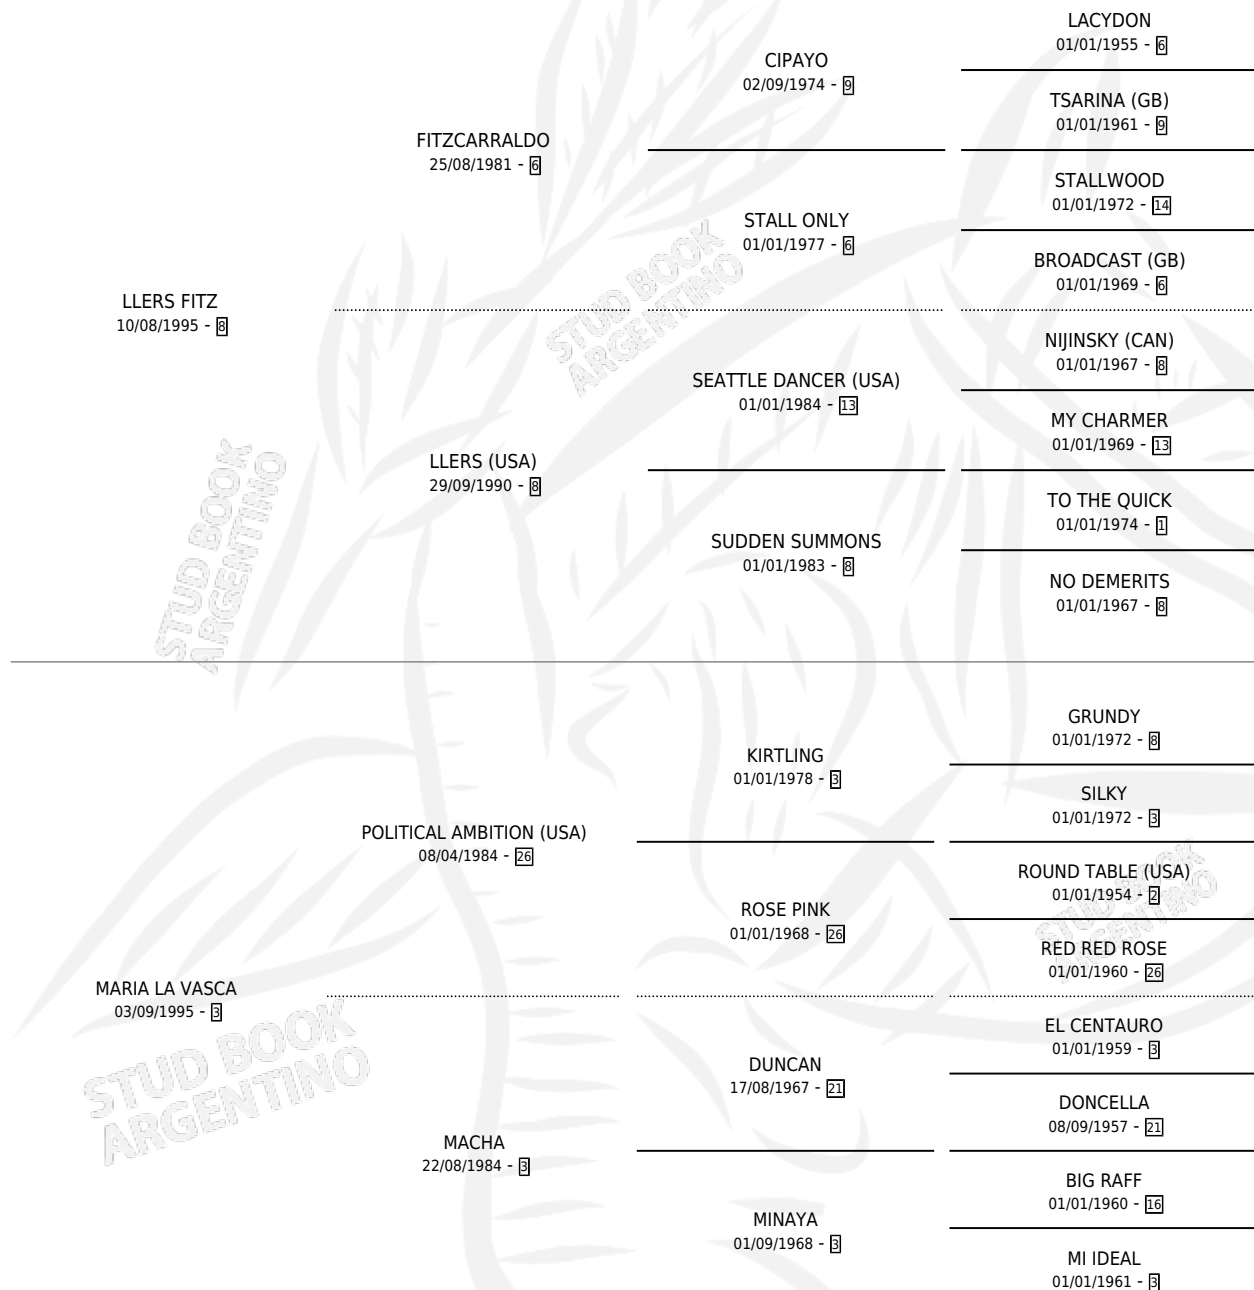 LACYDON
01/01/1955 - 6
CIPAYO
02/09/1974 - 9
TSARINA (GB)
01/01/1961 - 9
FITZCARRALDO
25/08/1981 - 6
STALLWOOD
01/01/1972 - 14
STALL ONLY
01/01/1977 - 6
BROADCAST (GB)
01/01/1969 - 6
LLERS FITZ
10/08/1995 - 8
STUD BOOK
ARGENTINO
NIJINSKY (CAN)
01/01/1967 - 8
SEATTLE DANCER (USA)
01/01/1984 - 13
MY CHARMER
01/01/1969 - 13
LLERS (USA)
29/09/1990 - 8
TO THE QUICK
01/01/1974 - 1
SUDDEN SUMMONS
01/01/1983 - 8
NO DEMERITS
01/01/1967 - 8
STUD BOOK
ARGENTINO
GRUNDY
01/01/1972 - 8
KIRTLING
01/01/1978 - 3
SILKY
01/01/1972 - 3
POLITICAL AMBITION (USA)
08/04/1984 - 26
ROUND TABLE (USA)
01/01/1954 - 2
ROSE PINK
01/01/1968 - 26
STUD BOOK
ARGENTINO
RED RED ROSE
01/01/1960 - 26
MARIA LA VASCA
03/09/1995 - 3
EL CENTAURO
01/01/1959 - 3
DUNCAN
17/08/1967 - 21
DONCELLA
08/09/1957 - 21
STUD BOOK
ARGENTINO
MACHA
22/08/1984 - 3
BIG RAFF
01/01/1960 - 16
MINAYA
01/09/1968 - 3
MI IDEAL
01/01/1961 - 3